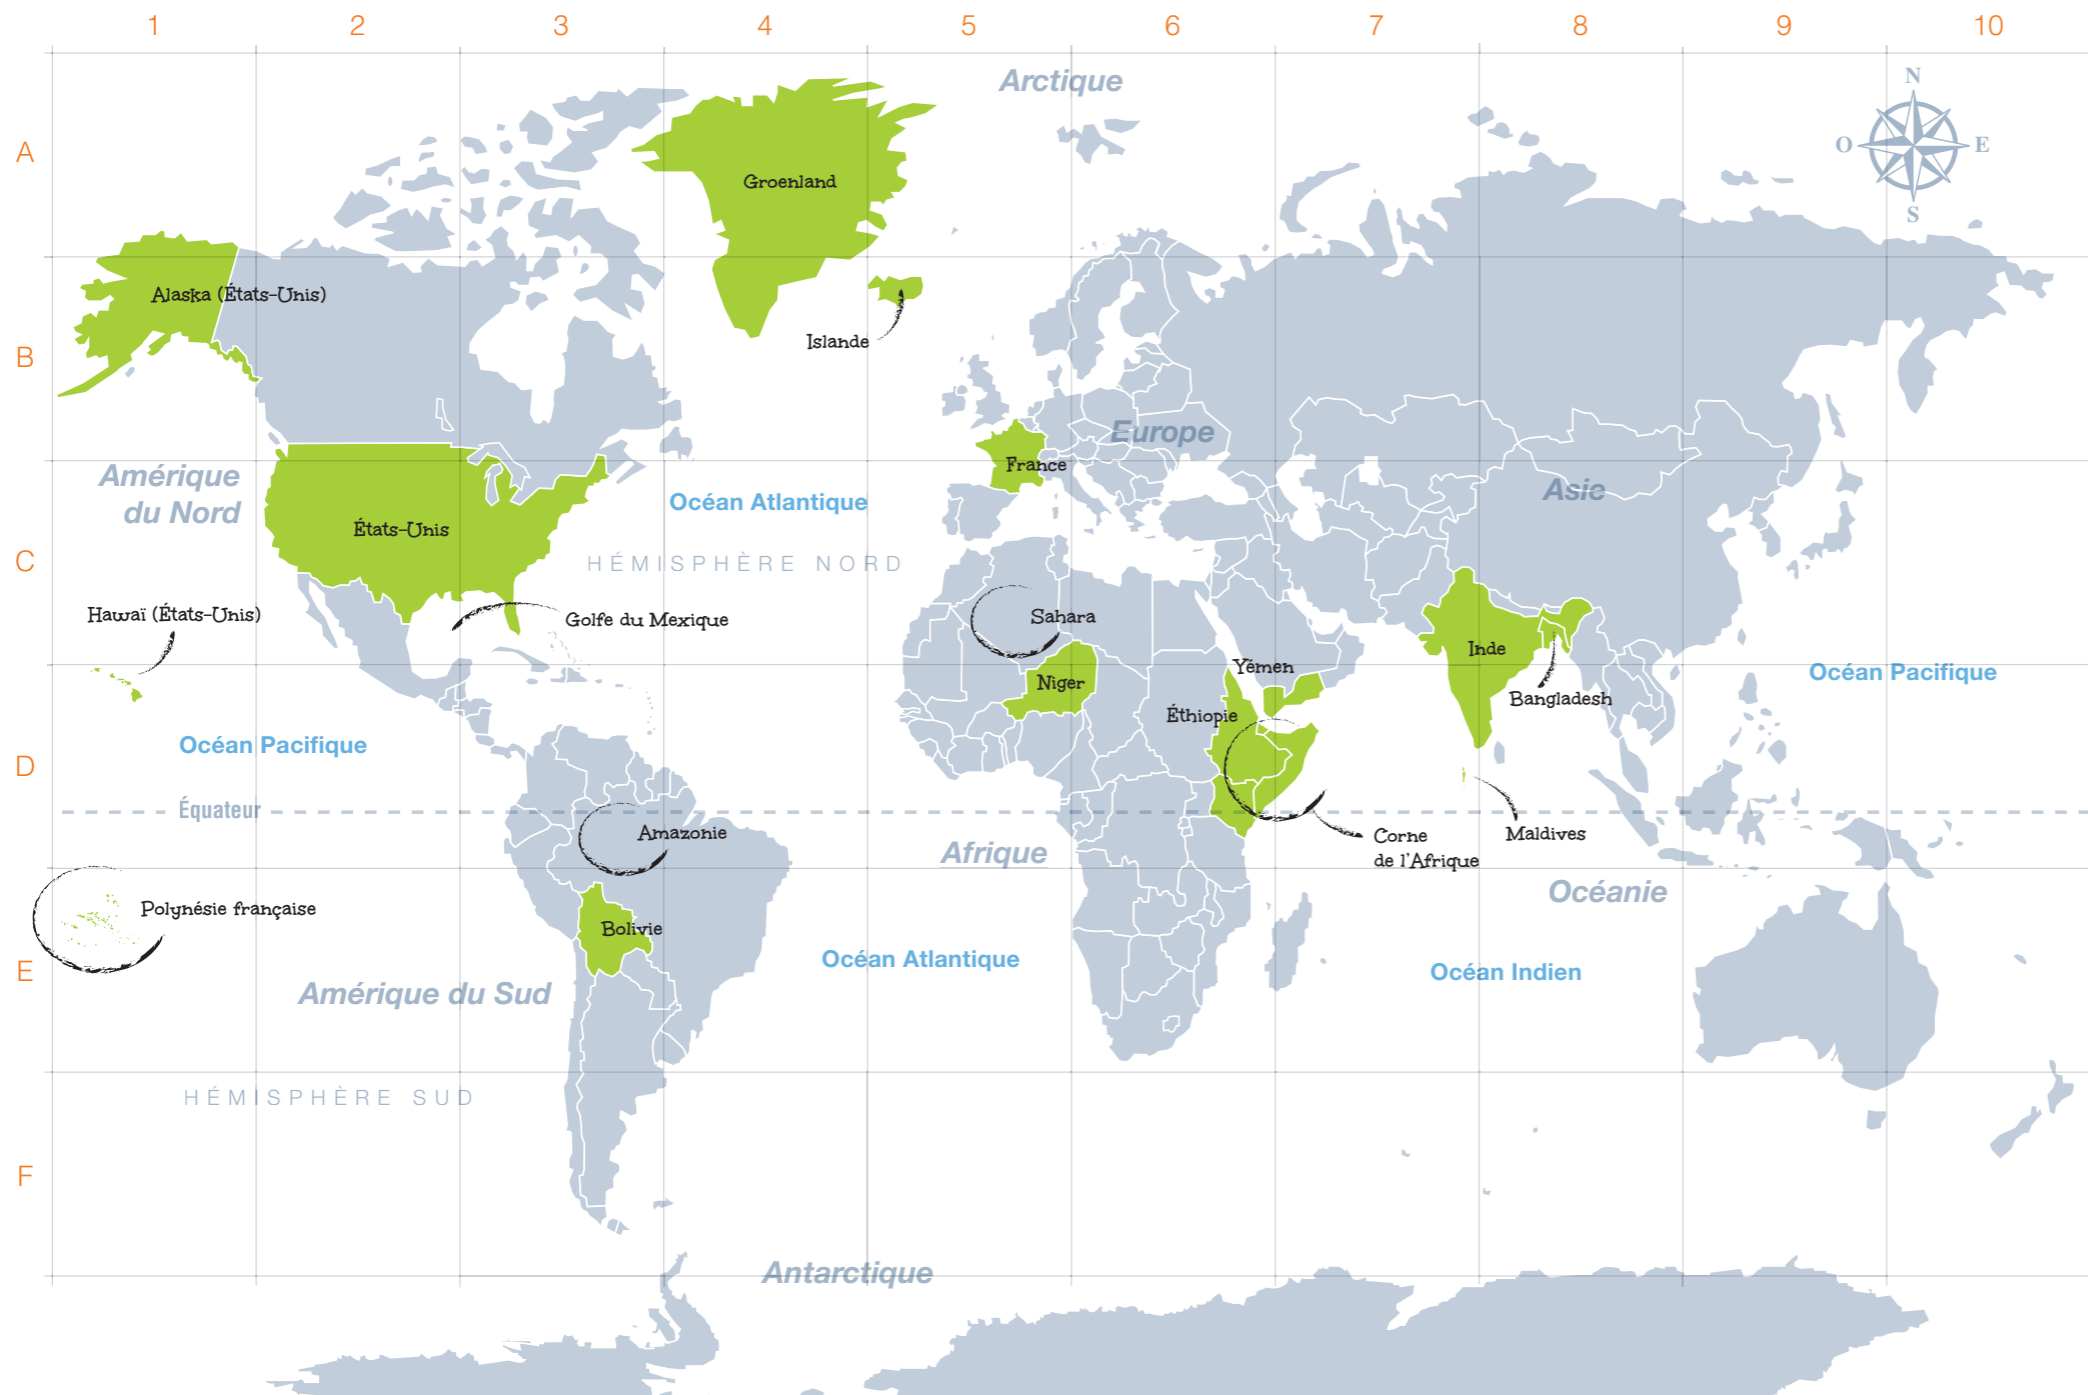 1 2 3 4 5 6 7 8 9 10
Arctique
N
A
O E
Groenland
S
Alaska (États-Unis)
Islande
B
Europe
France
Amérique
du Nord
Asie
Océan Atlantique
États-Unis
C
HÉMISPHÈRE NORD
Hawaï (États-Unis)
Golfe du Mexique
Sahara
Inde
Yémen
Océan Pacifique
Niger
Bangladesh
Éthiopie
Océan Pacifique
D
Équateur
Amazonie
Corne
de l'Afrique
Maldives
Afrique
Océanie
Polynésie française
Bolivie
Océan Atlantique
E
Océan Indien
Amérique du Sud
HÉMISPHÈRE SUD
F
Antarctique